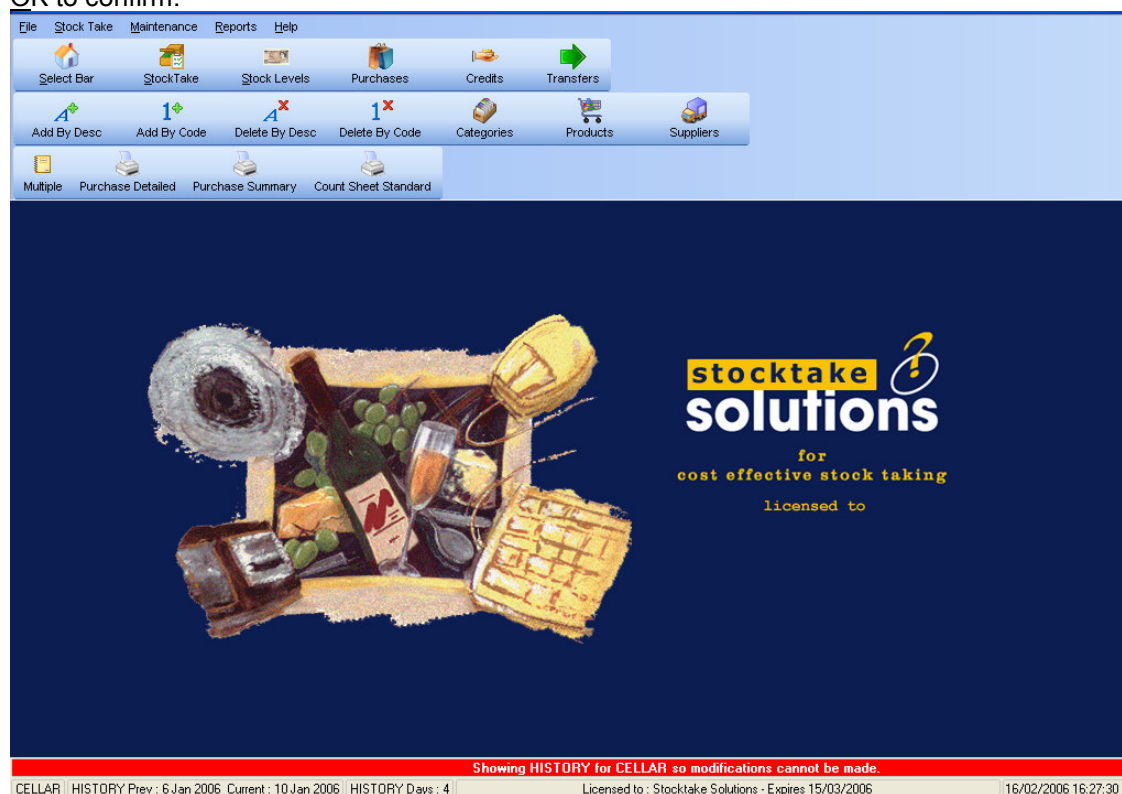 OK to confirm.
File Stock Take Maintenance Reports Help
Select Bar StockTake Stock Levels Purchases Credits Transfers
Add By Desc Add By Code Delete By Desc Delete By Code Categories Products Suppliers
Multiple Purchase Detailed Purchase Summary Count Sheet Standard
stocktake
solutions
for
cost effective stock taking
licensed to
Showing HISTORY for CELLAR so modifications cannot be made.
CELLAR HISTORY Prev : 6 Jan 2006 Current : 10 Jan 2006 HISTORY Days : 4 Licensed to : Stocktake Solutions - Expires 15/03/2006 16/02/2006 16:27:30